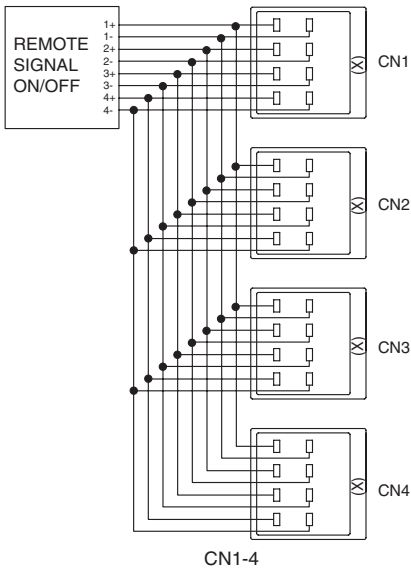 REMOTE
SIGNAL
ON/OFF
1+
1-
2+
2-
3+
3-
4+
4-
(X)
CN1
(X)
CN2
(X)
CN3
(X)
CN4
CN1-4